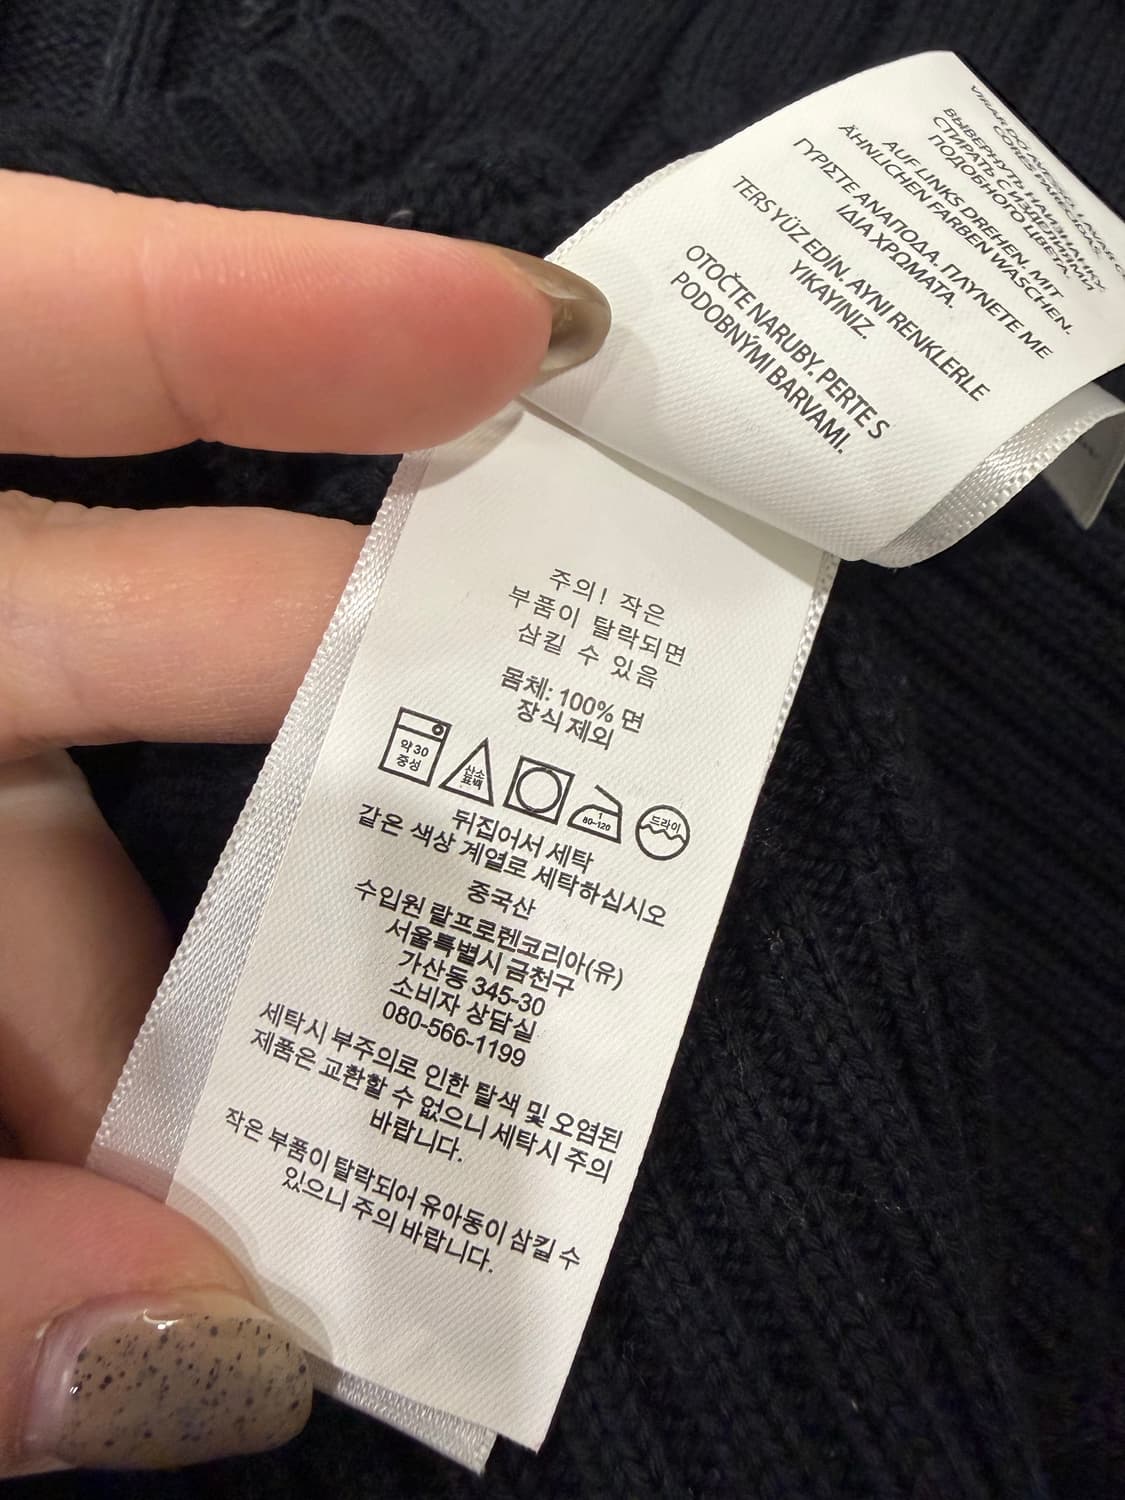 ВЫВЕРНУТЬ НАИЗНАНКУ.
СТИРАТЬ С ИЗДЕЛИЯМИ
ПОДОБНОГО ЦВЕТА.
AUF LINKS DREHEN. MIT
ÄHNLICHEN FARBEN WASCHEN.
ΓΥΡΙΣΤΕ ΑΝΑΠΟΔΑ. ΠΛΥΝΕΤΕ ΜΕ
ΙΔΙΑ ΧΡΩΜΑΤΑ.
TERS YÜZ EDİN. AYNI RENKLERLE
YIKAYINIZ.
OTOČTE NARUBY. PERTE S
PODOBNÝMI BARVAMI.
주의! 작은
부품이 탈락되면
삼킬 수 있음
몸체: 100% 면
장식 제외
약 30
중성
산소
표백
1
80~120
드라이
뒤집어서 세탁
같은 색상 계열로 세탁하십시오
중국산
수입원 랄프로렌코리아(유)
서울특별시 금천구
가산동 345-30
소비자 상담실
080-566-1199
세탁시 부주의로 인한 탈색 및 오염된
제품은 교환할 수 없으니 세탁시 주의
바랍니다.
작은 부품이 탈락되어 유아동이 삼킬 수
있으니 주의 바랍니다.